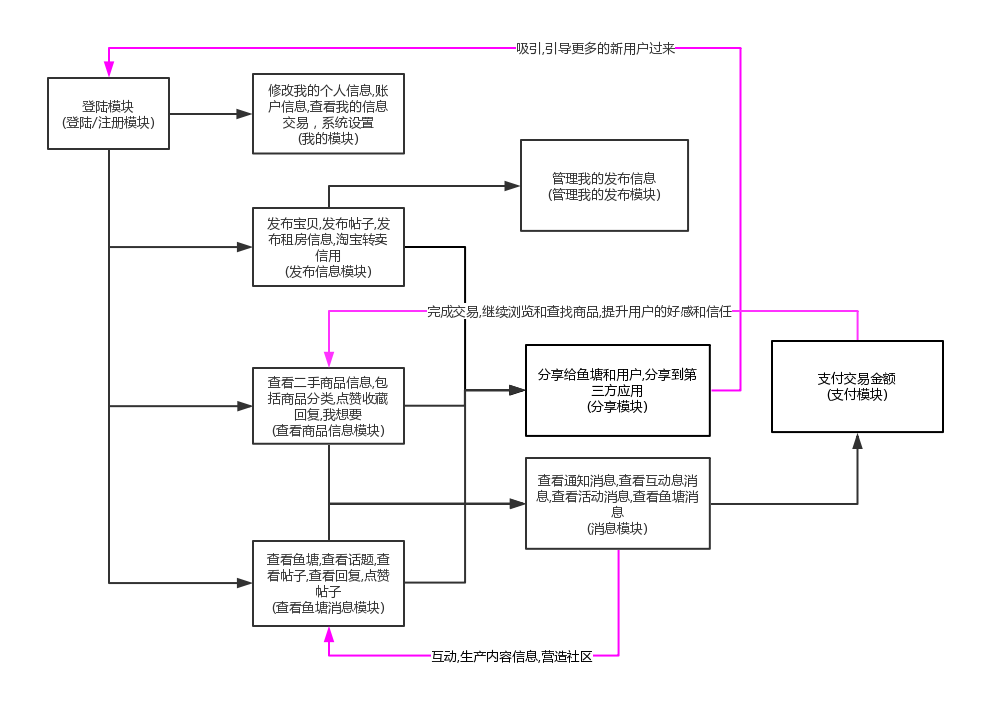 吸引,引导更多的新用户过来
登陆模块
(登陆/注册模块)
修改我的个人信息,账
户信息,查看我的信息
交易，系统设置
(我的模块)
管理我的发布信息
(管理我的发布模块)
发布宝贝,发布帖子,发
布租房信息,淘宝转卖
信用
(发布信息模块)
完成交易,继续浏览和查找商品,提升用户的好感和信任
查看二手商品信息,包
括商品分类,点赞收藏
回复,我想要
(查看商品信息模块)
分享给鱼塘和用户,分享到第
三方应用
(分享模块)
支付交易金额
(支付模块)
查看通知消息,查看互动息消
息,查看活动消息,查看鱼塘消
息
(消息模块)
查看鱼塘,查看话题,查
看帖子,查看回复,点赞
帖子
(查看鱼塘消息模块)
互动,生产内容信息,营造社区